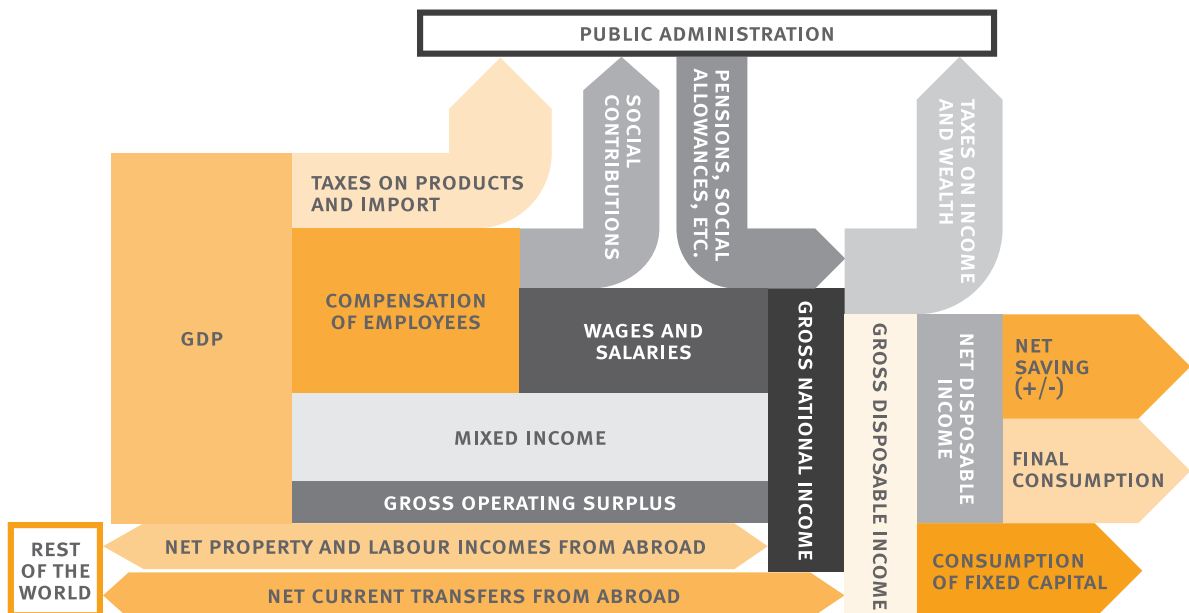 PUBLIC ADMINISTRATION
TAXES ON PRODUCTS
AND IMPORT
SOCIAL
CONTRIBUTIONS
PENSIONS, SOCIAL
ALLOWANCES, ETC.
TAXES ON INCOME
AND WEALTH
GDP
COMPENSATION
OF EMPLOYEES
WAGES AND
SALARIES
MIXED INCOME
GROSS OPERATING SURPLUS
GROSS NATIONAL INCOME
GROSS DISPOSABLE INCOME
NET DISPOSABLE
INCOME
NET
SAVING
(+/-)
FINAL
CONSUMPTION
CONSUMPTION
OF FIXED CAPITAL
REST
OF THE
WORLD
NET PROPERTY AND LABOUR INCOMES FROM ABROAD
NET CURRENT TRANSFERS FROM ABROAD